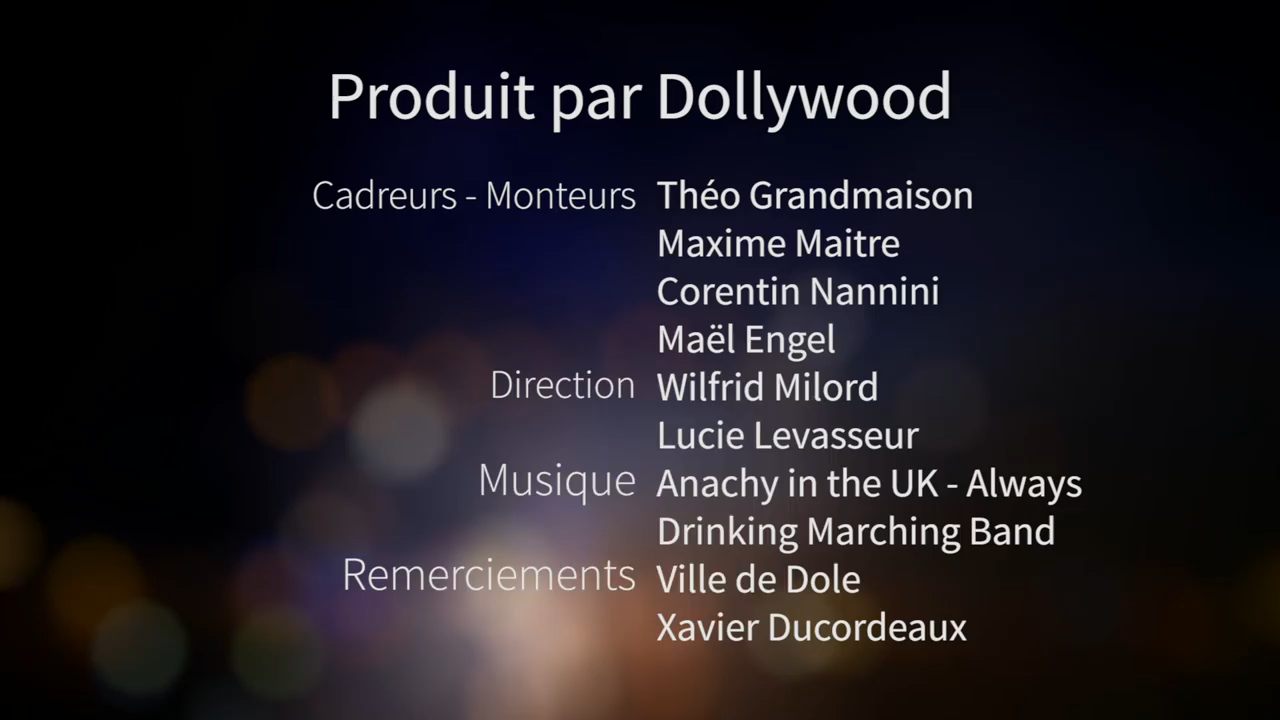 Produit par Dollywood
Cadreurs - Monteurs Théo Grandmaison
Maxime Maitre
Corentin Nannini
Maël Engel
Direction Wilfrid Milord
Lucie Levasseur
Musique Anachy in the UK - Always
Drinking Marching Band
Remerciements Ville de Dole
Xavier Ducordeaux